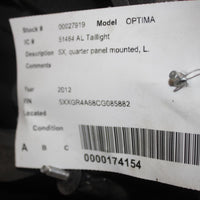 Stock # 00027919 Model OPTIMA
IC # 51464 AL Taillight
Description SX, quarter panel mounted, L.
Comments
Year 2012
VIN 5XXGR4A68CG085882
Located
Condition
A B C
0000174154